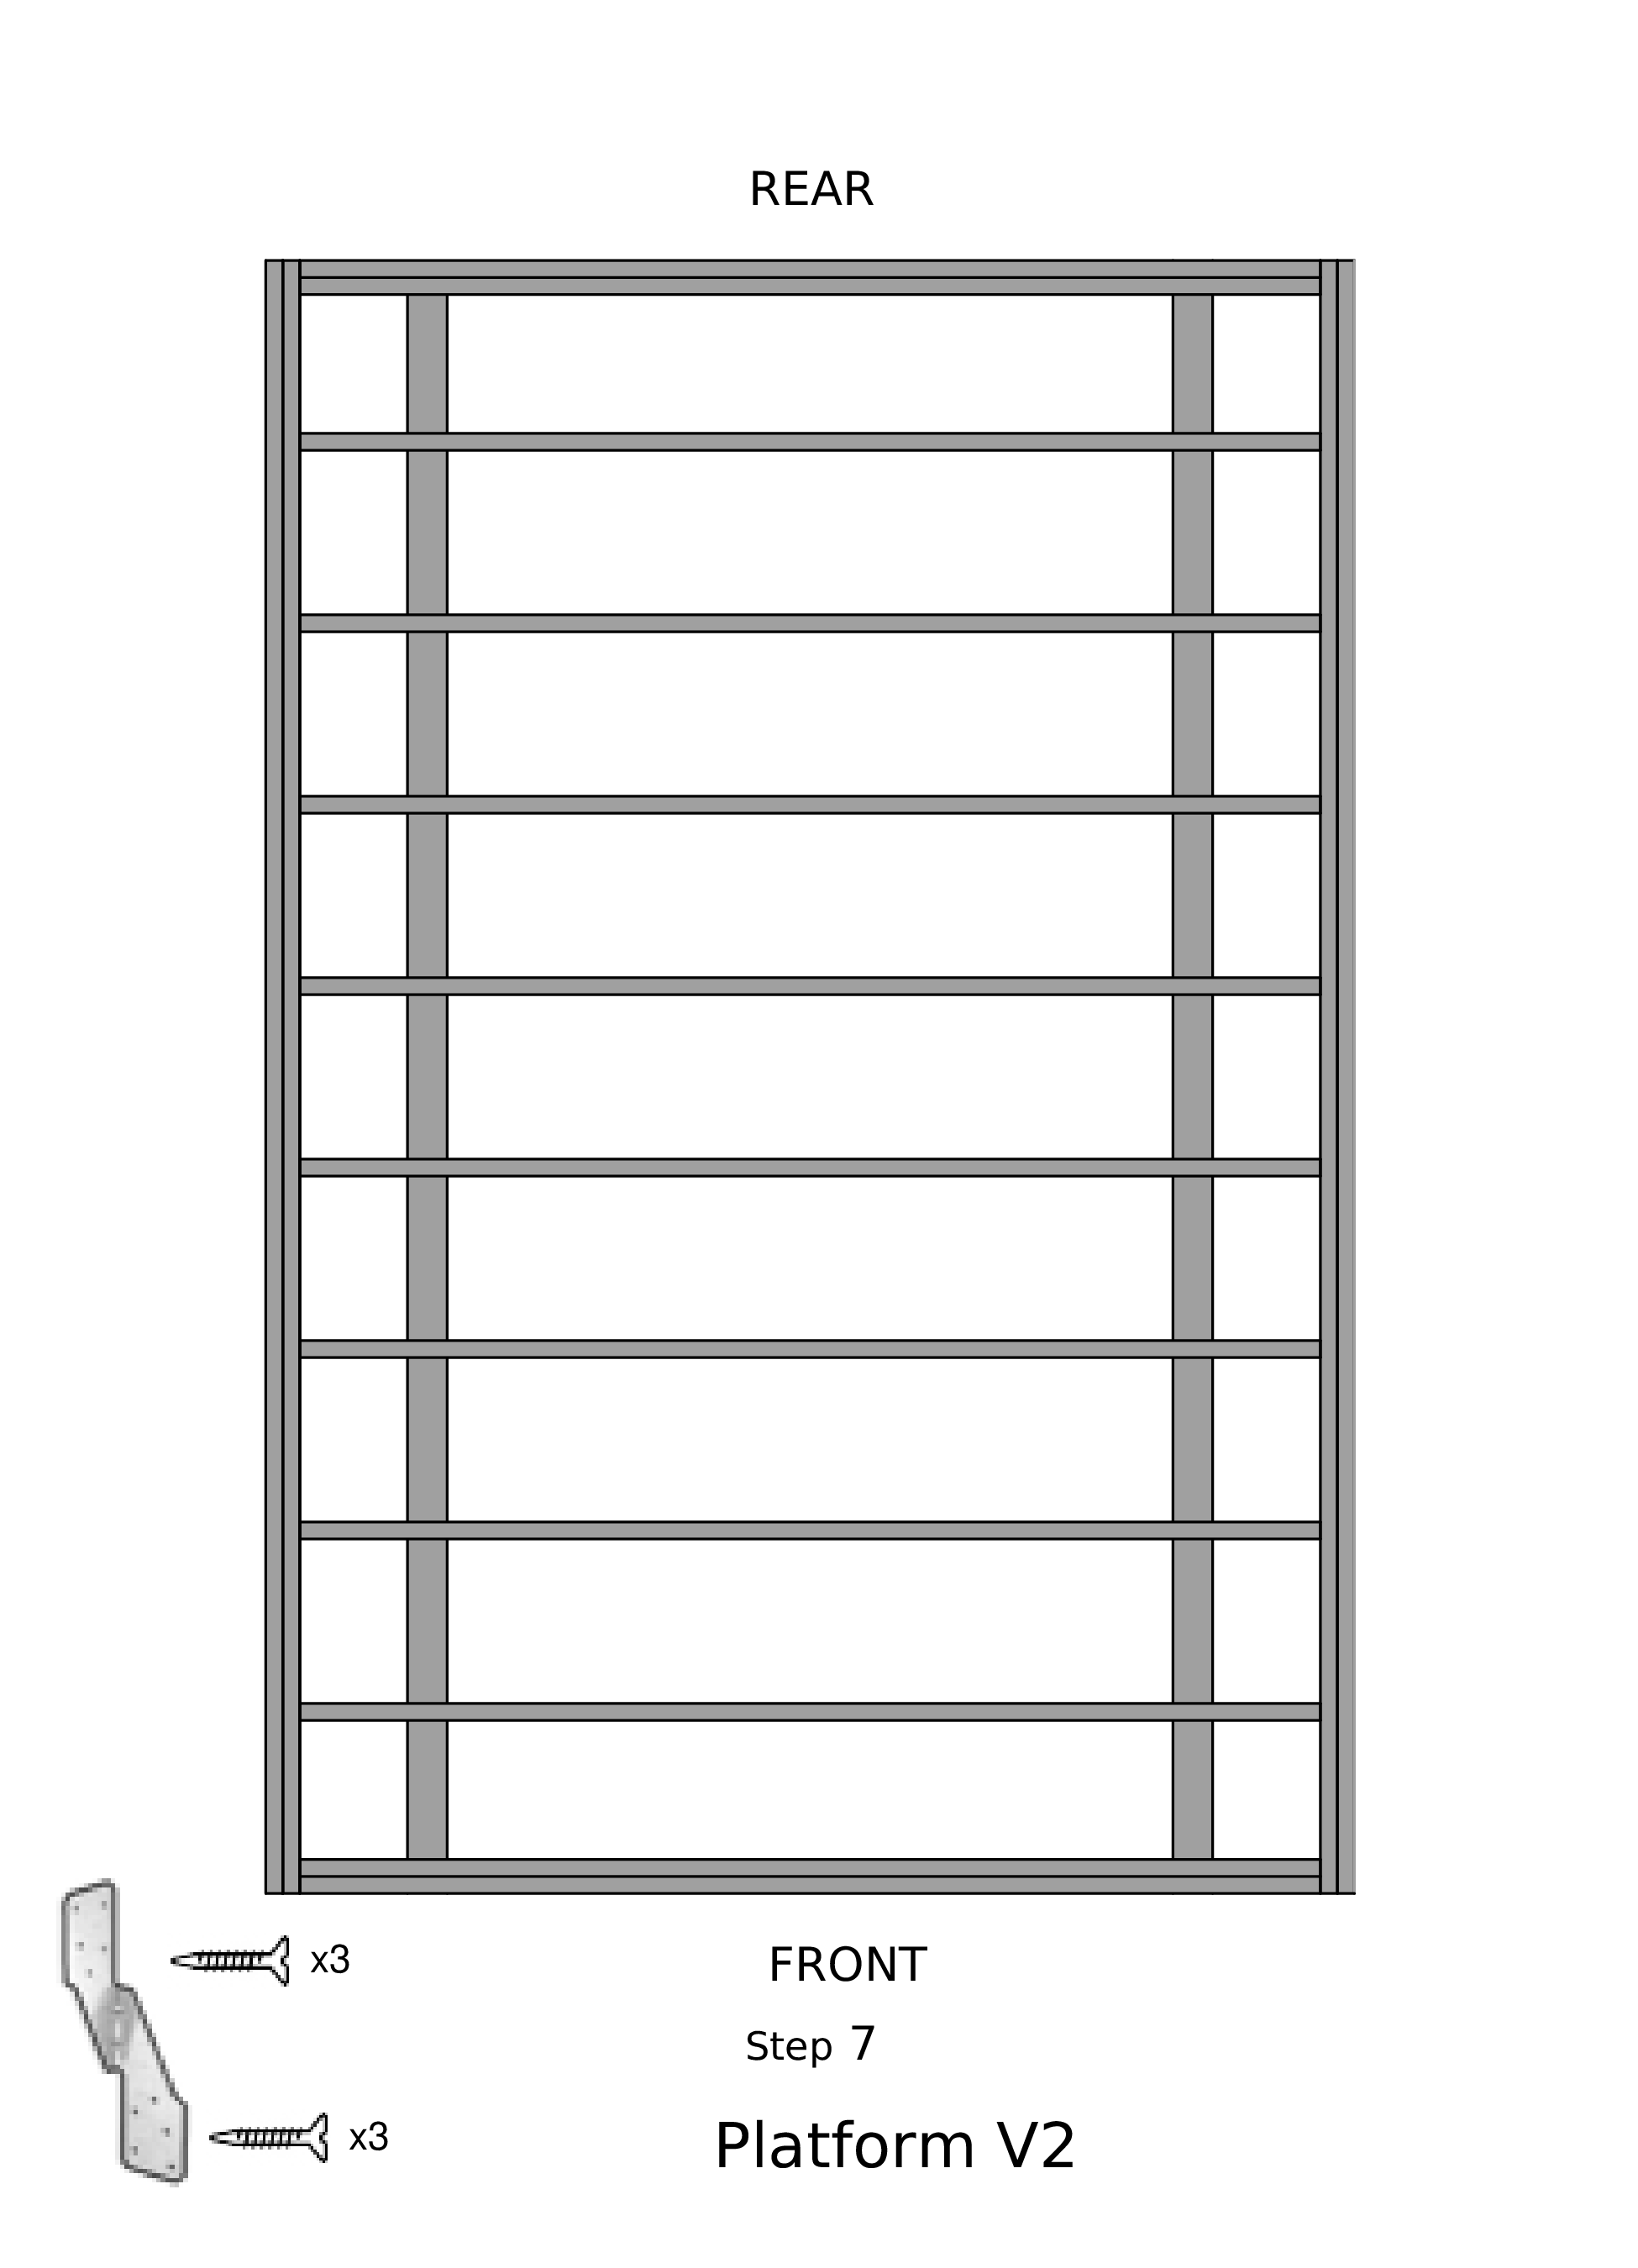 REAR
x3
FRONT
Step 7
x3
Platform V2